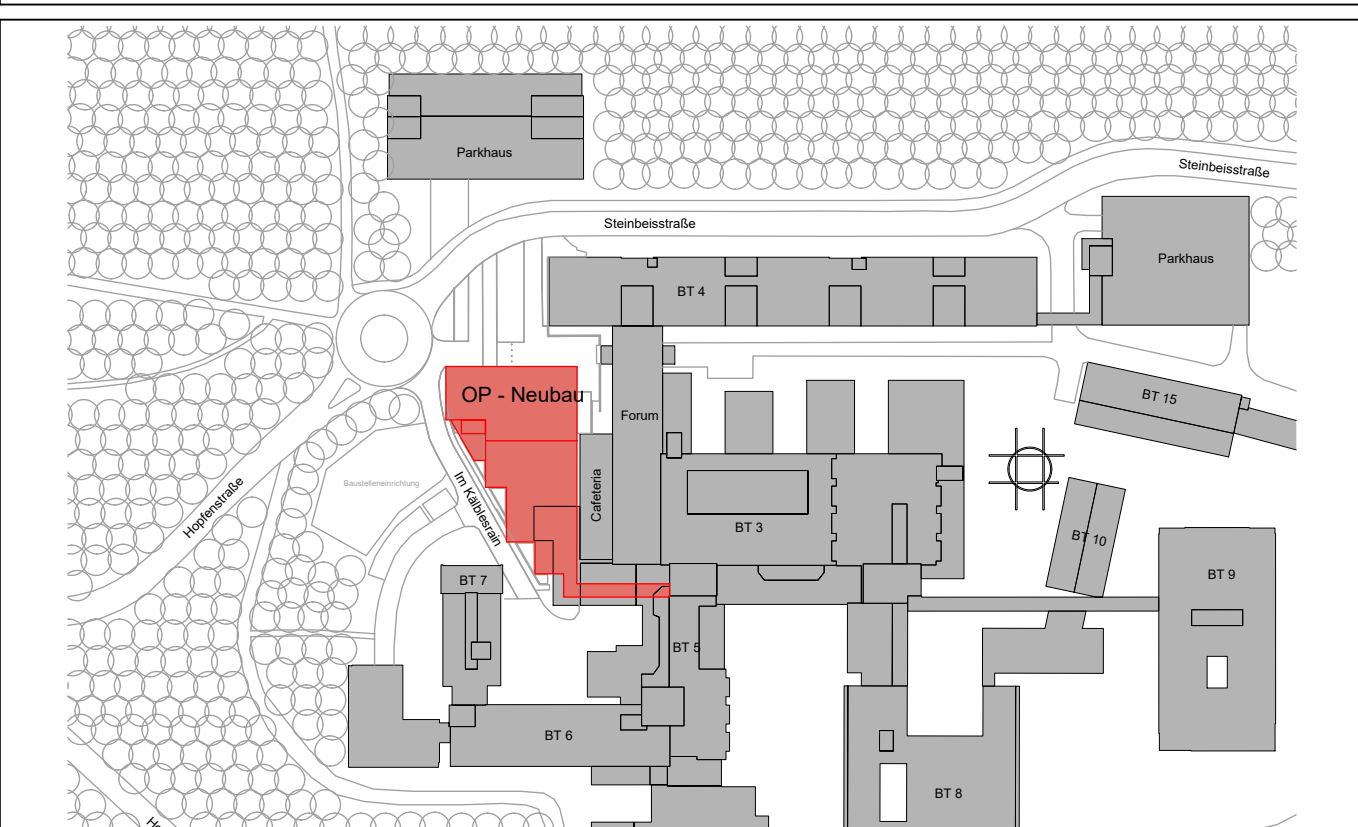 Parkhaus
Steinbeisstraße
Steinbeisstraße
Parkhaus
BT 4
OP - Neubau
BT 15
Forum
Baustelleneinrichtung
Im Kälblesrain
Cafeteria
Hopfenstraße
BT 3
BT 10
BT 7
BT 9
BT 5
BT 6
BT 8